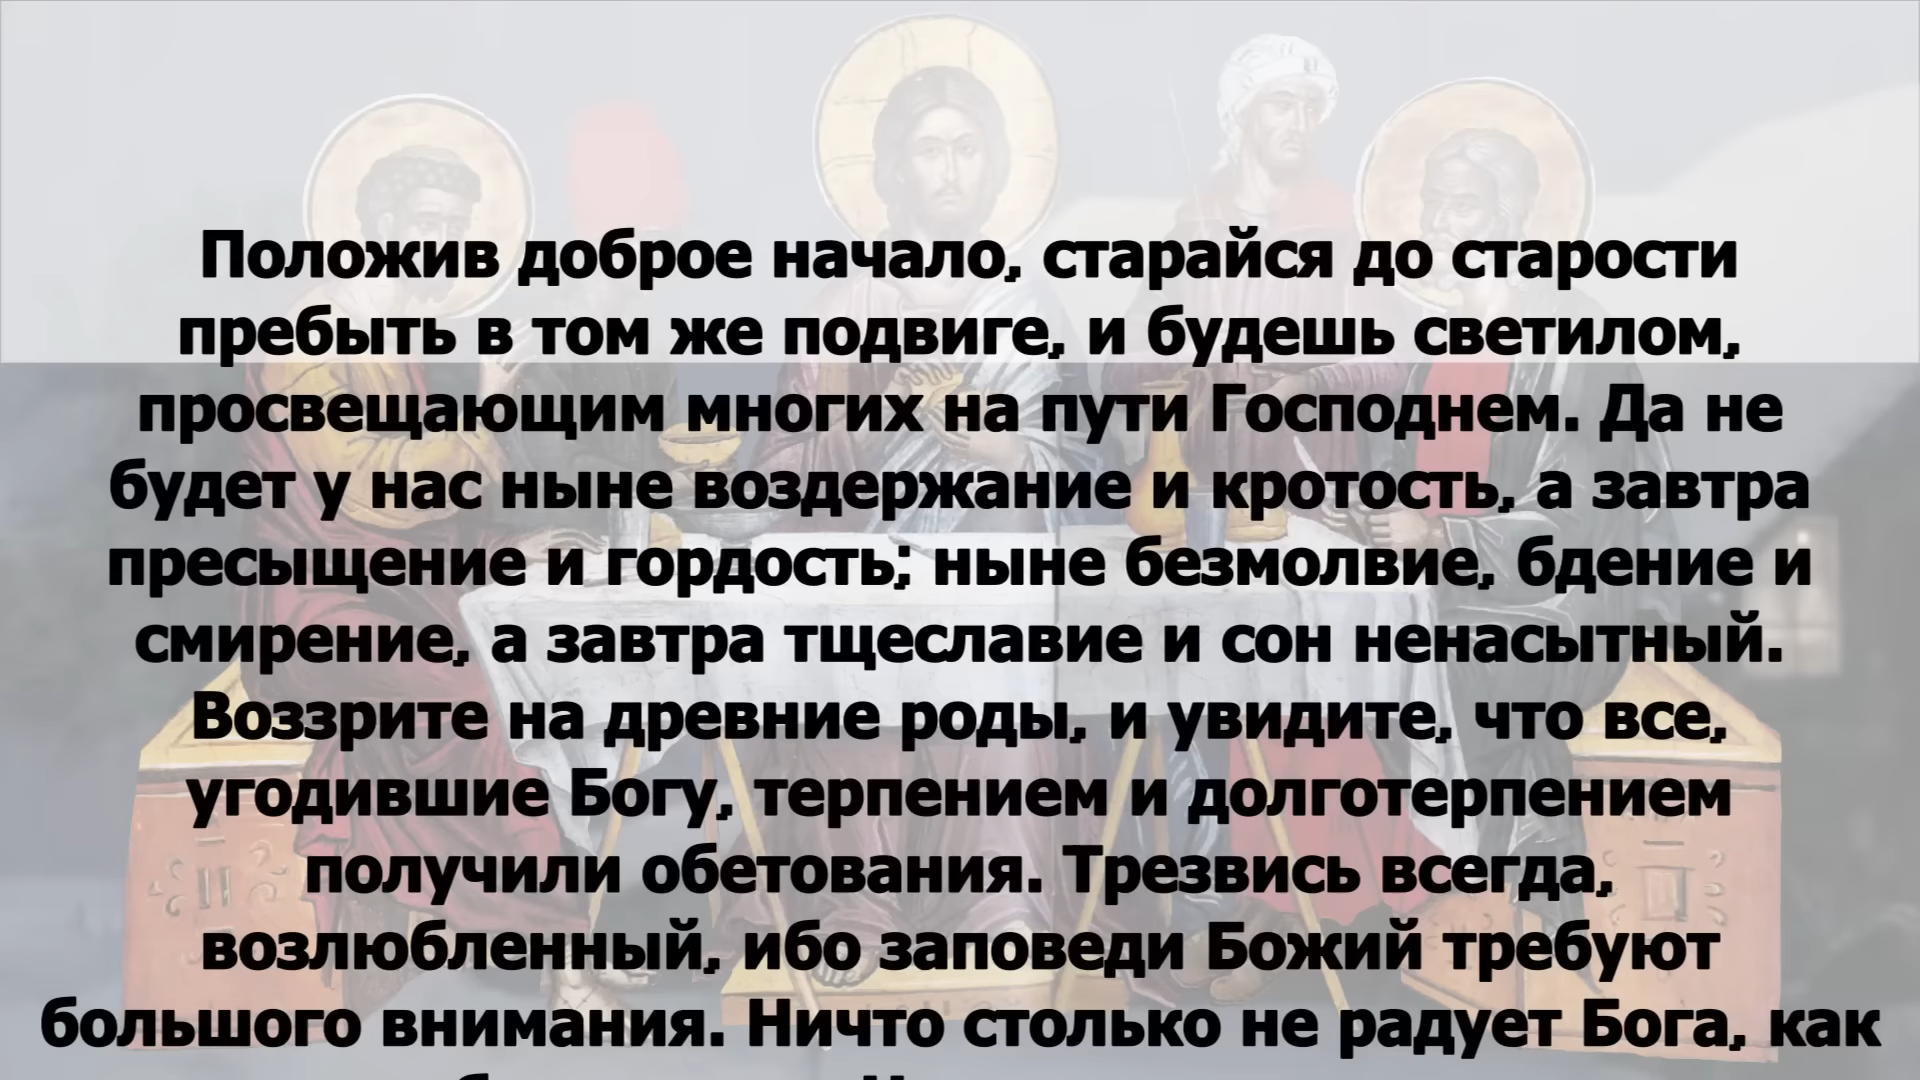 Положив доброе начало, старайся до старости
пребыть в том же подвиге, и будешь светилом,
просвещающим многих на пути Господнем. Да не
будет у нас ныне воздержание и кротость, а завтра
пресыщение и гордость; ныне безмолвие, бдение и
смирение, а завтра тщеславие и сон ненасытный.
Воззрите на древние роды, и увидите, что все,
угодившие Богу, терпением и долготерпением
получили обетования. Трезвись всегда,
возлюбленный, ибо заповеди Божий требуют
большого внимания. Ничто столько не радует Бога, как